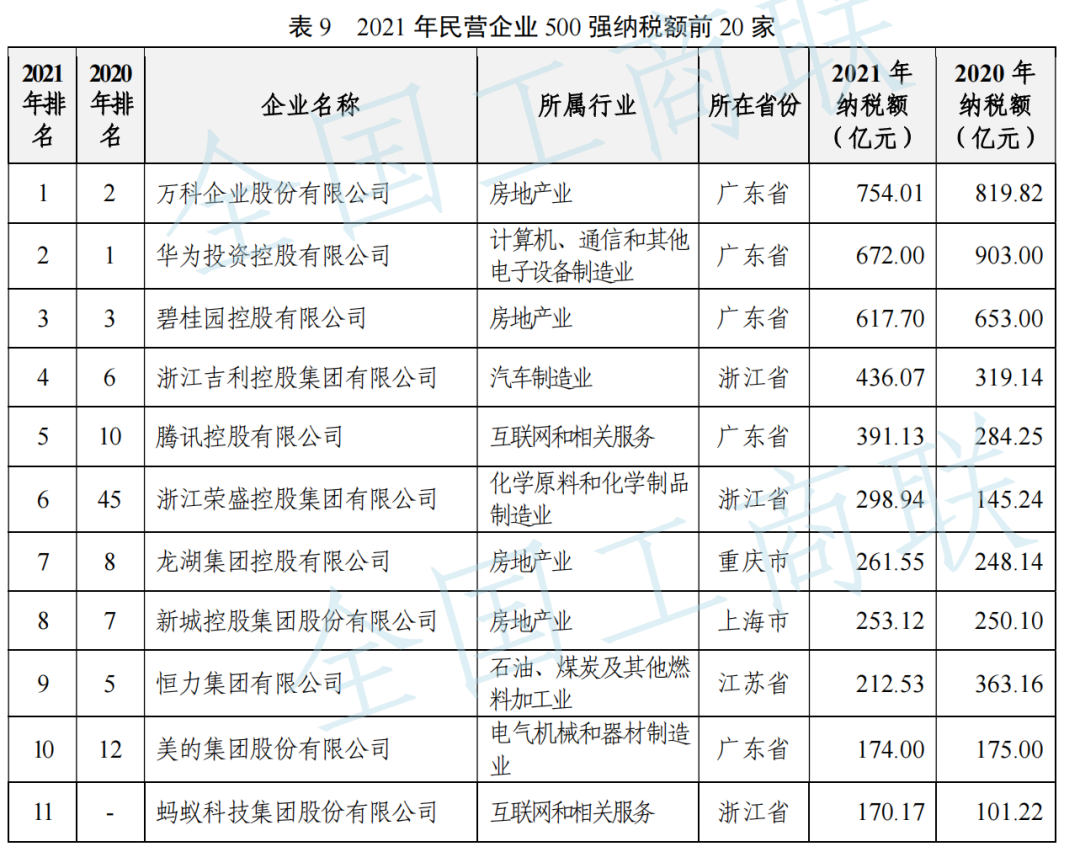 表 9 2021 年民营企业 500 强纳税额前 20 家
2021年排名 2020年排名 企业名称 所属行业 所在省份 2021 年纳税额（亿元） 2020 年纳税额（亿元）
1 2 万科企业股份有限公司 房地产业 广东省 754.01 819.82
2 1 华为投资控股有限公司 计算机、通信和其他电子设备制造业 广东省 672.00 903.00
3 3 碧桂园控股有限公司 房地产业 广东省 617.70 653.00
4 6 浙江吉利控股集团有限公司 汽车制造业 浙江省 436.07 319.14
5 10 腾讯控股有限公司 互联网和相关服务 广东省 391.13 284.25
6 45 浙江荣盛控股集团有限公司 化学原料和化学制品制造业 浙江省 298.94 145.24
7 8 龙湖集团控股有限公司 房地产业 重庆市 261.55 248.14
8 7 新城控股集团股份有限公司 房地产业 上海市 253.12 250.10
9 5 恒力集团有限公司 石油、煤炭及其他燃料加工业 江苏省 212.53 363.16
10 12 美的集团股份有限公司 电气机械和器材制造业 广东省 174.00 175.00
11 - 蚂蚁科技集团股份有限公司 互联网和相关服务 浙江省 170.17 101.22
全国工商联
全国工商联